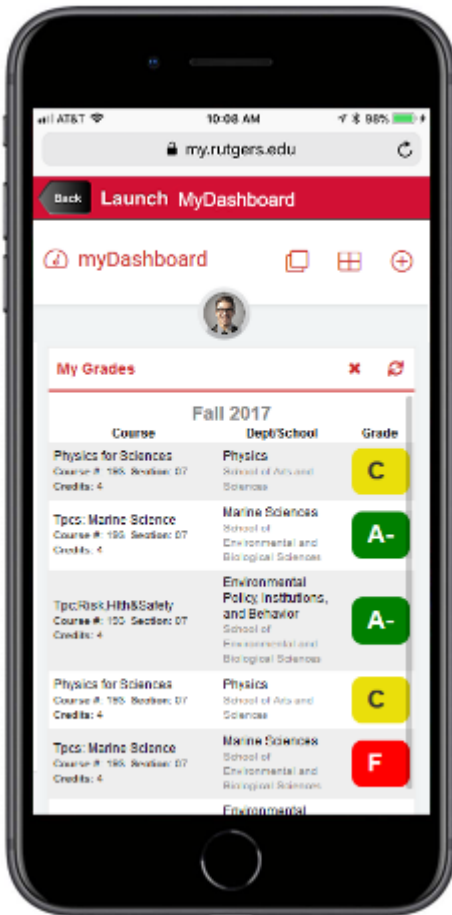 AT&T 10:08 AM 98%
my.rutgers.edu
Back Launch MyDashboard
myDashboard
My Grades
Fall 2017
Course Dept/School Grade
Physics for Sciences Physics
Course #: 193 Section: 07 School of Arts and
Credits: 4 Sciences
C
Tpcs: Marine Science Marine Sciences
Course #: 193 Section: 07 School of
Credits: 4 Environmental and
Biological Sciences
A-
Environmental
Policy, Institutions,
Tpc:Risk,Hlth&Safety and Behavior
Course #: 193 Section: 07 School of
Credits: 4 Environmental and
Biological Sciences
A-
Physics for Sciences Physics
Course #: 193 Section: 07 School of Arts and
Credits: 4 Sciences
C
Tpcs: Marine Science Marine Sciences
Course #: 193 Section: 07 School of
Credits: 4 Environmental and
Biological Sciences
F
Environmental